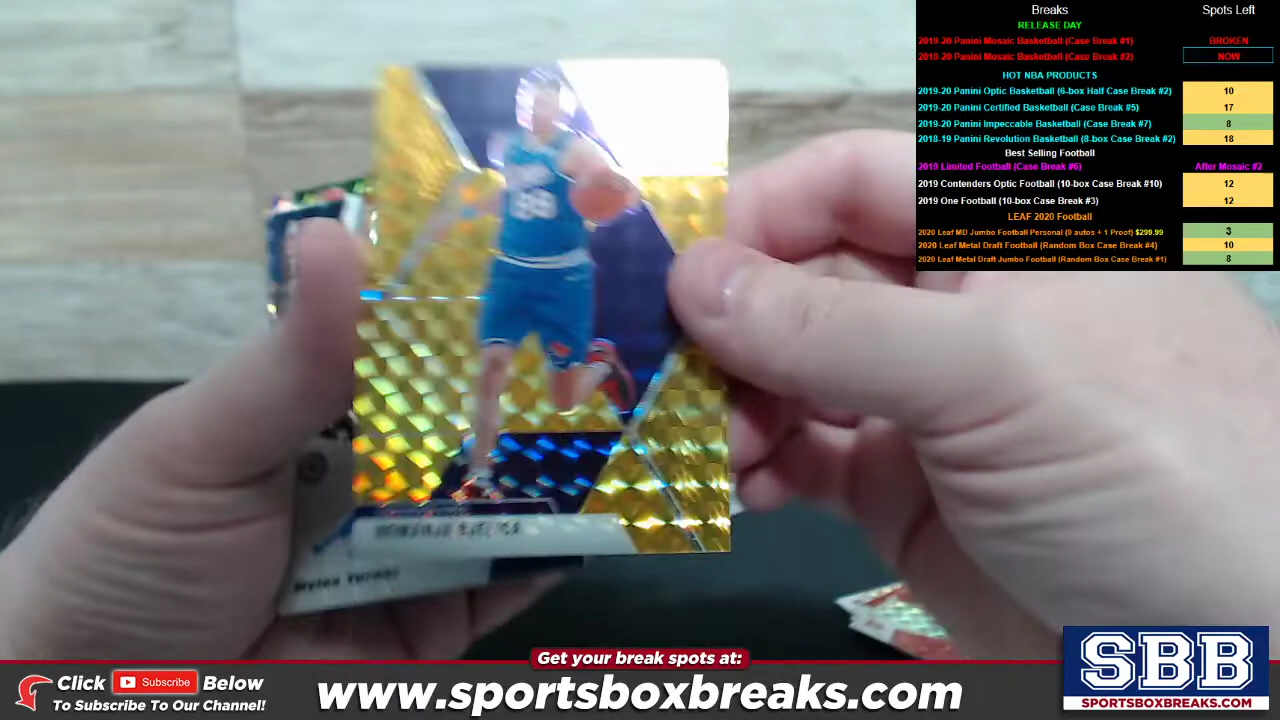 Breaks Spots Left
RELEASE DAY
2019-20 Panini Mosaic Basketball (Case Break #1) BROKEN
2019-20 Panini Mosaic Basketball (Case Break #2) NOW
HOT NBA PRODUCTS
2019-20 Panini Optic Basketball (6-box Half Case Break #2) 10
2019-20 Panini Certified Basketball (Case Break #5) 17
2019-20 Panini Impeccable Basketball (Case Break #7) 8
2018-19 Panini Revolution Basketball (8-box Case Break #2) 18
Best Selling Football
2019 Limited Football (Case Break #6) After Mosaic #2
2019 Contenders Optic Football (10-box Case Break #10) 12
2019 One Football (10-box Case Break #3) 12
LEAF 2020 Football
2020 Leaf MD Jumbo Football Personal (9 autos + 1 Proof) $299.99 3
2020 Leaf Metal Draft Football (Random Box Case Break #4) 10
2020 Leaf Metal Draft Jumbo Football (Random Box Case Break #1) 8
Myles Turner
Get your break spots at:
Click Subscribe Below
To Subscribe To Our Channel!
www.sportsboxbreaks.com
SBB
SPORTSBOXBREAKS.COM